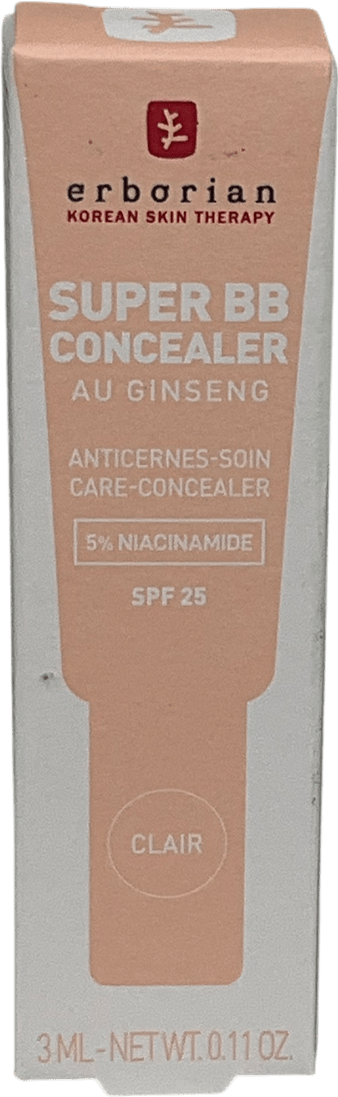 erborian
KOREAN SKIN THERAPY
SUPER BB
CONCEALER
AU GINSENG
ANTICERNES-SOIN
CARE-CONCEALER
5% NIACINAMIDE
SPF 25
CLAIR
3 ML - NET WT. 0.11 OZ.